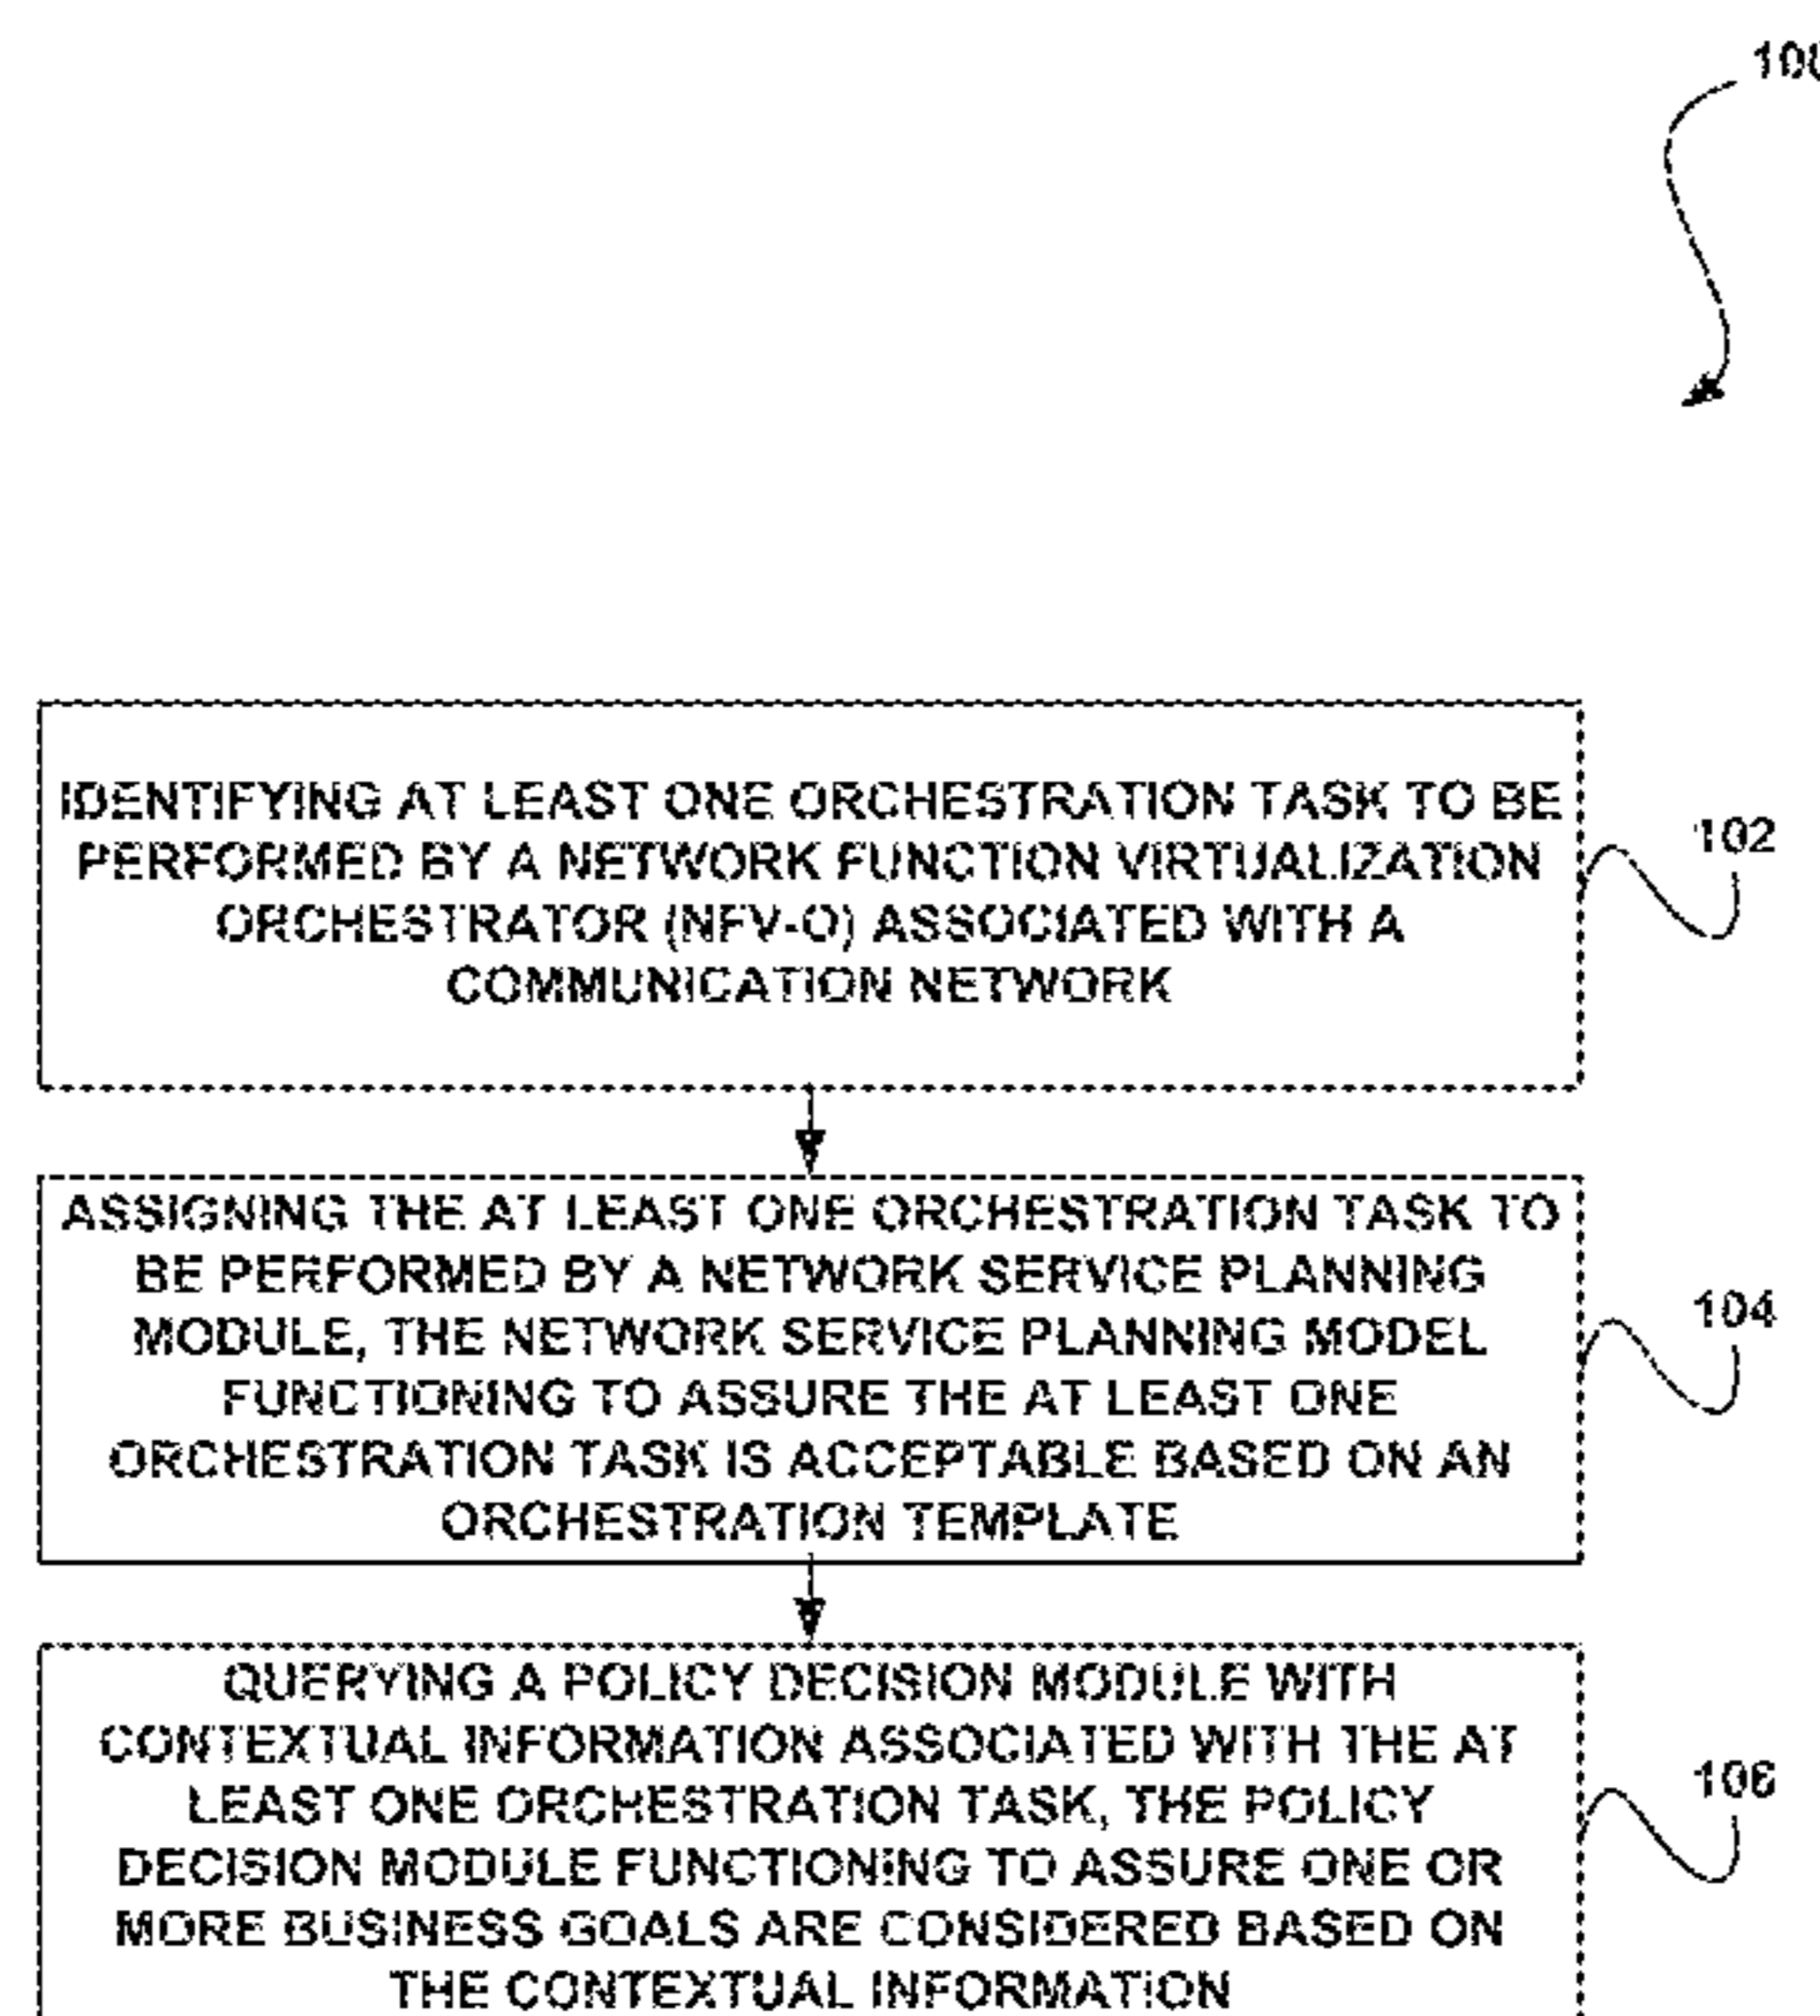 100
IDENTIFYING AT LEAST ONE ORCHESTRATION TASK TO BE
PERFORMED BY A NETWORK FUNCTION VIRTUALIZATION
ORCHESTRATOR (NFV-O) ASSOCIATED WITH A
COMMUNICATION NETWORK
102
ASSIGNING THE AT LEAST ONE ORCHESTRATION TASK TO
BE PERFORMED BY A NETWORK SERVICE PLANNING
MODULE, THE NETWORK SERVICE PLANNING MODEL
FUNCTIONING TO ASSURE THE AT LEAST ONE
ORCHESTRATION TASK IS ACCEPTABLE BASED ON AN
ORCHESTRATION TEMPLATE
104
QUERYING A POLICY DECISION MODULE WITH
CONTEXTUAL INFORMATION ASSOCIATED WITH THE AT
LEAST ONE ORCHESTRATION TASK, THE POLICY
DECISION MODULE FUNCTIONING TO ASSURE ONE OR
MORE BUSINESS GOALS ARE CONSIDERED BASED ON
THE CONTEXTUAL INFORMATION
106